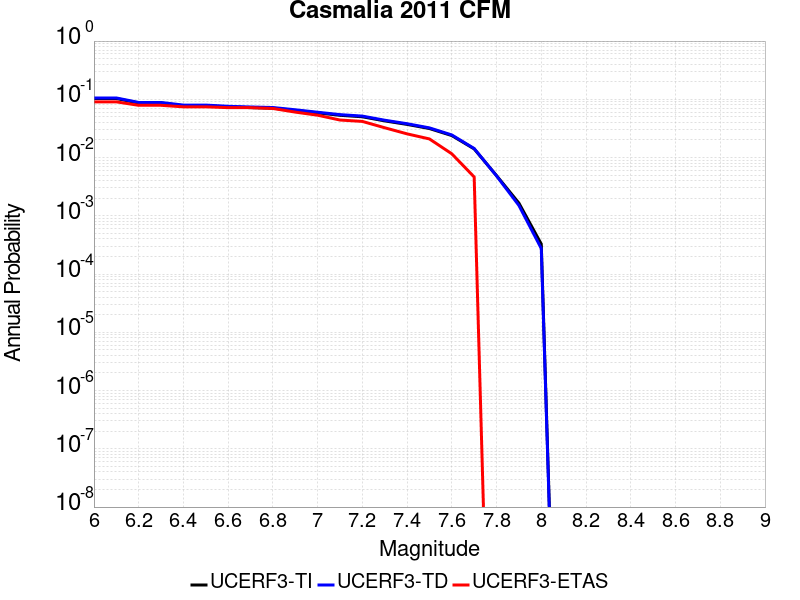 Casmalia 2011 CFM
10^0
10^-1
10^-2
10^-3
10^-4
10^-5
10^-6
10^-7
10^-8
Annual Probability
6 6.2 6.4 6.6 6.8 7 7.2 7.4 7.6 7.8 8 8.2 8.4 8.6 8.8 9
Magnitude
UCERF3-TI UCERF3-TD UCERF3-ETAS